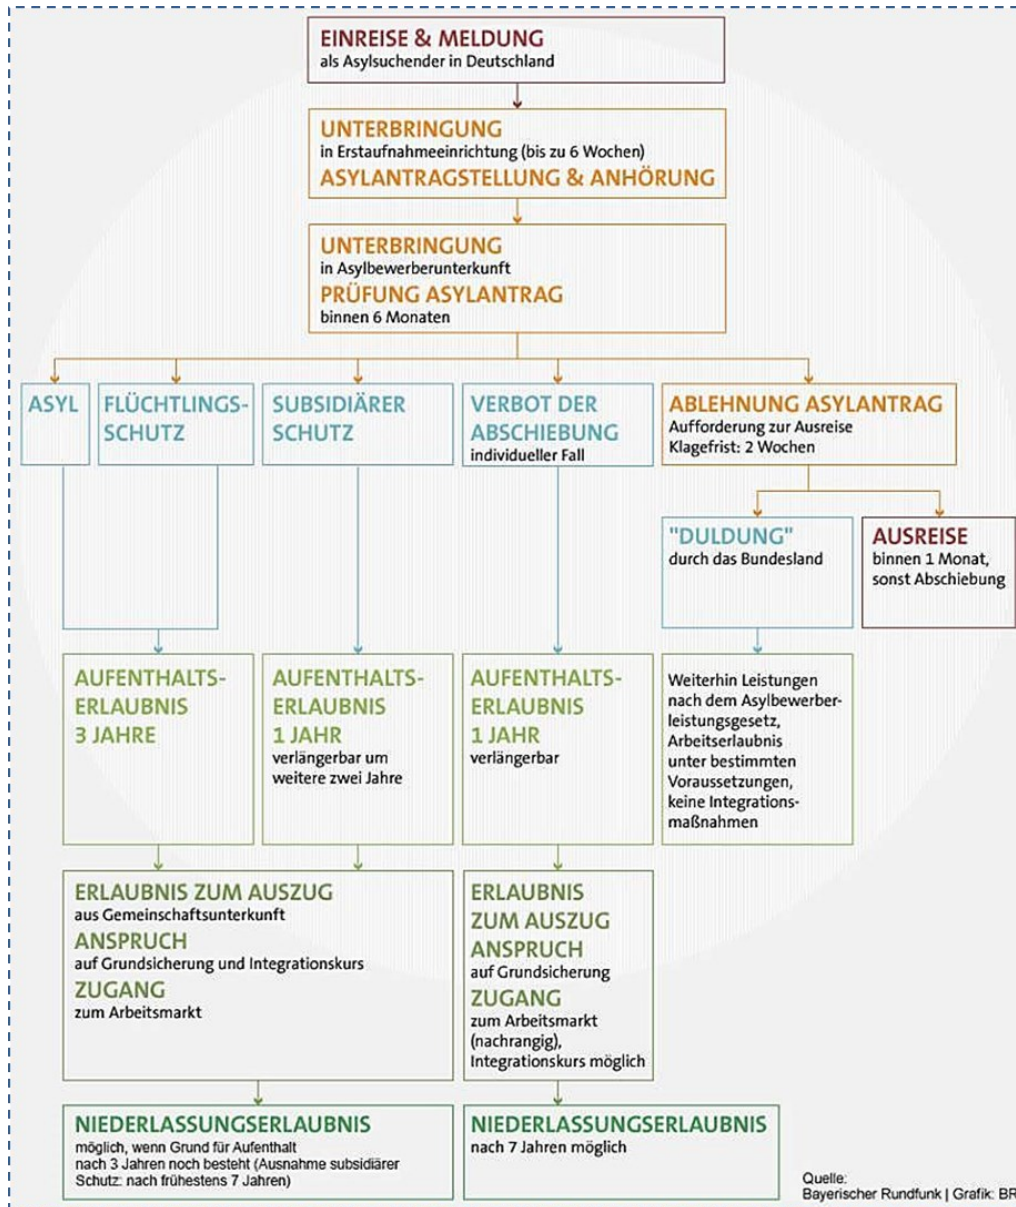 EINREISE & MELDUNG
als Asylsuchender in Deutschland
UNTERBRINGUNG
in Erstaufnahmeeinrichtung (bis zu 6 Wochen)
ASYLANTRAGSTELLUNG & ANHÖRUNG
UNTERBRINGUNG
in Asylbewerberunterkunft
PRÜFUNG ASYLANTRAG
binnen 6 Monaten
ASYL
FLÜCHTLINGS-
SCHUTZ
SUBSIDIÄRER
SCHUTZ
VERBOT DER
ABSCHIEBUNG
individueller Fall
ABLEHNUNG ASYLANTRAG
Aufforderung zur Ausreise
Klagefrist: 2 Wochen
"DULDUNG"
durch das Bundesland
AUSREISE
binnen 1 Monat,
sonst Abschiebung
AUFENTHALTS-
ERLAUBNIS
3 JAHRE
AUFENTHALTS-
ERLAUBNIS
1 JAHR
verlängerbar um
weitere zwei Jahre
AUFENTHALTS-
ERLAUBNIS
1 JAHR
verlängerbar
Weiterhin Leistungen
nach dem Asylbewerber-
leistungsgesetz,
Arbeitserlaubnis
unter bestimmten
Voraussetzungen,
keine Integrations-
maßnahmen
ERLAUBNIS ZUM AUSZUG
aus Gemeinschaftsunterkunft
ANSPRUCH
auf Grundsicherung und Integrationskurs
ZUGANG
zum Arbeitsmarkt
ERLAUBNIS
ZUM AUSZUG
ANSPRUCH
auf Grundsicherung
ZUGANG
zum Arbeitsmarkt
(nachrangig),
Integrationskurs möglich
NIEDERLASSUNGSERLAUBNIS
möglich, wenn Grund für Aufenthalt
nach 3 Jahren noch besteht (Ausnahme subsidiärer
Schutz: nach frühestens 7 Jahren)
NIEDERLASSUNGSERLAUBNIS
nach 7 Jahren möglich
Quelle:
Bayerischer Rundfunk | Grafik: BR